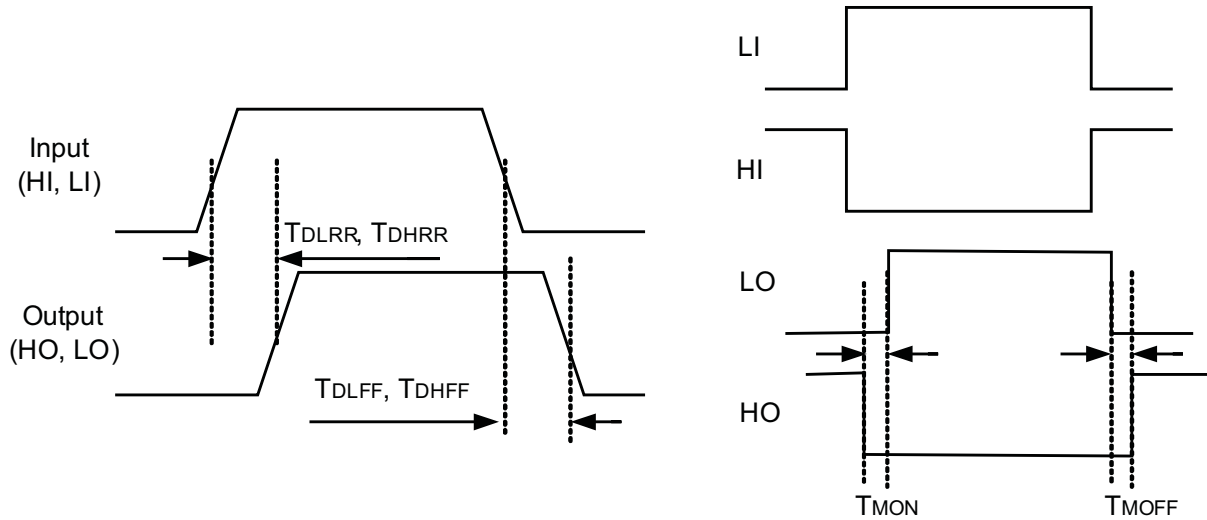 Input
(HI, LI)
TDLRR, TDHRR
Output
(HO, LO)
TDLFF, TDHFF
LI
HI
LO
HO
TMON
TMOFF